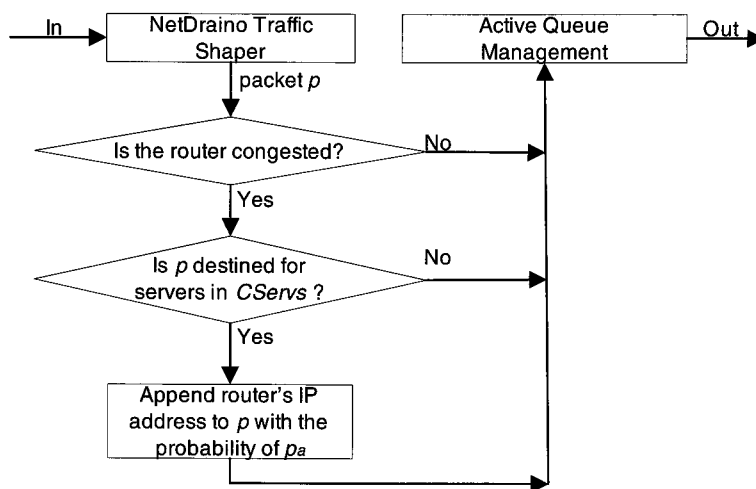 In
NetDraino Traffic
Shaper
Active Queue
Management
Out
packet p
Is the router congested?
No
Yes
Is p destined for
servers in CServs ?
No
Yes
Append router's IP
address to p with the
probability of pa